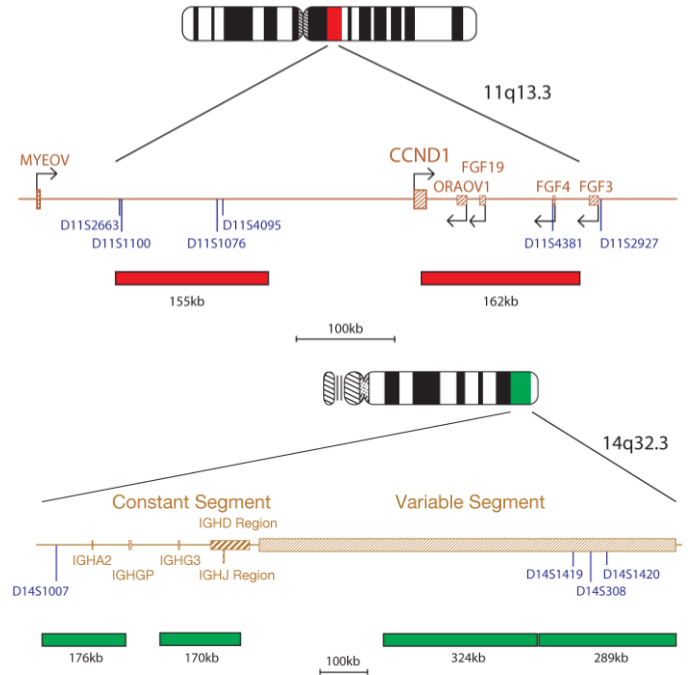 11q13.3
MYEOV
CCND1
FGF19
ORAOV1
FGF4
FGF3
D11S2663
D11S4095
D11S1100
D11S1076
D11S4381
D11S2927
155kb
162kb
100kb
14q32.3
Constant Segment
Variable Segment
IGHD Region
IGHA2
IGHG3
IGHGP
IGHJ Region
D14S1007
D14S1419
D14S1420
D14S308
176kb
170kb
324kb
289kb
100kb